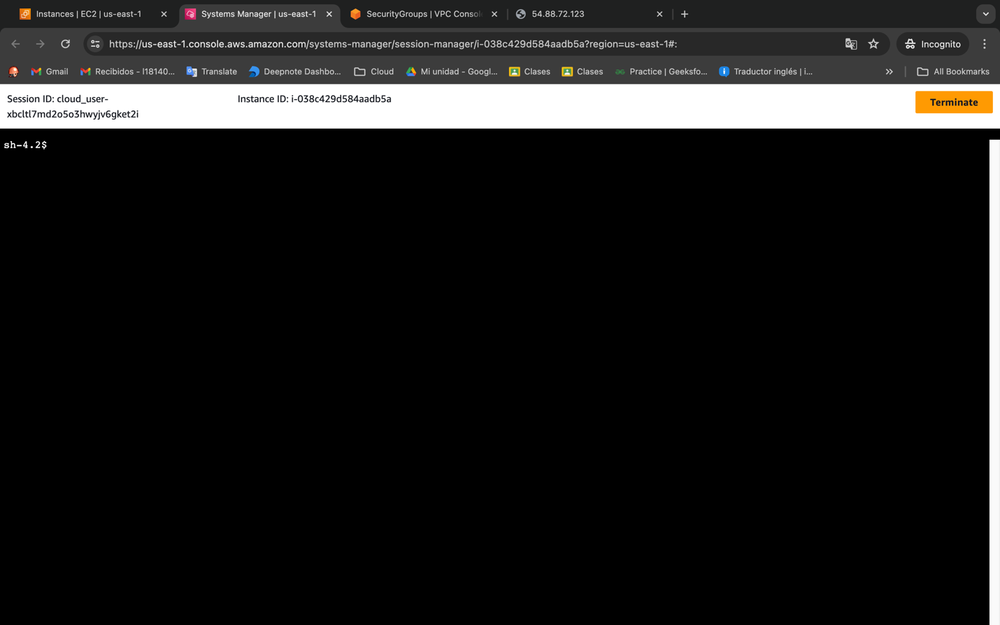 Instances | EC2 | us-east-1
Systems Manager | us-east-1
SecurityGroups | VPC Consol
54.88.72.123
https://us-east-1.console.aws.amazon.com/systems-manager/session-manager/i-038c429d584aadb5a?region=us-east-1#:
Incognito
Gmail
Recibidos - l18140...
Translate
Deepnote Dashbo...
Cloud
Mi unidad - Googl...
Clases
Clases
Practice | Geeksfo...
Traductor inglés | i...
All Bookmarks
Session ID: cloud_user-
xbcltl7md2o5o3hwyjv6gket2i
Instance ID: i-038c429d584aadb5a
Terminate
sh-4.2$